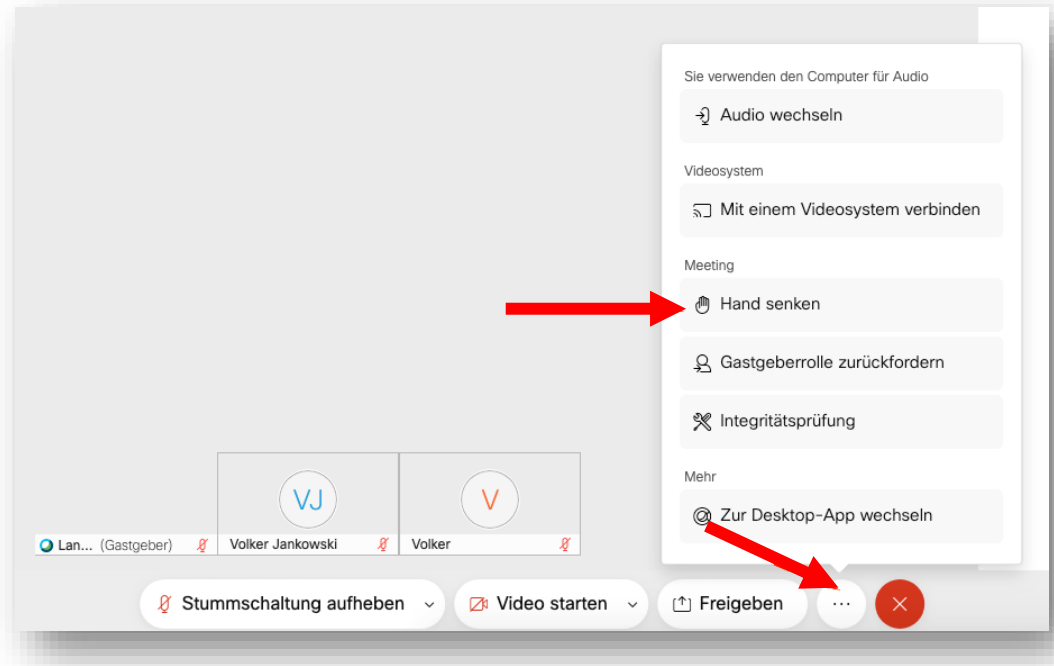 Sie verwenden den Computer für Audio
Audio wechseln
Videosystem
Mit einem Videosystem verbinden
Meeting
Hand senken
Gastgeberrolle zurückfordern
Integritätsprüfung
Mehr
Zur Desktop-App wechseln
VJ
V
Lan... (Gastgeber)
Volker Jankowski
Volker
Stummschaltung aufheben
Video starten
Freigeben
...